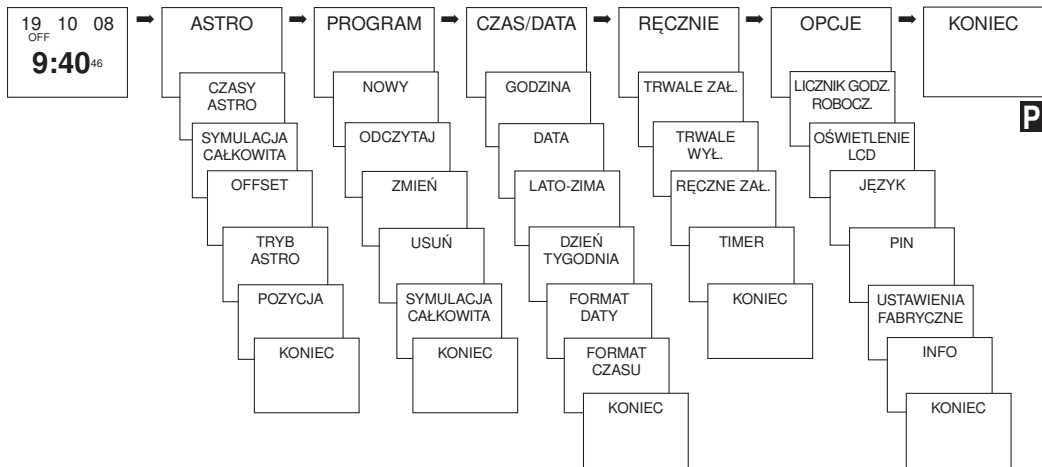 19 10 08
OFF
9:40 46
ASTRO
CZASY
ASTRO
SYMULACJA
CAŁKOWITA
OFFSET
TRYB
ASTRO
POZYCJA
KONIEC
PROGRAM
NOWY
ODCZYTAJ
ZMIEŃ
USUŃ
SYMULACJA
CAŁKOWITA
KONIEC
CZAS/DATA
GODZINA
DATA
LATO-ZIMA
DZIEŃ
TYGODNIA
FORMAT
DATY
FORMAT
CZASU
KONIEC
RĘCZNIE
TRWALE ZAŁ.
TRWALE
WYŁ.
RĘCZNE ZAŁ.
TIMER
KONIEC
OPCJE
LICZNIK GODZ.
ROBOCZ.
OŚWIETLENIE
LCD
JĘZYK
PIN
USTAWIENIA
FABRYCZNE
INFO
KONIEC
KONIEC
P